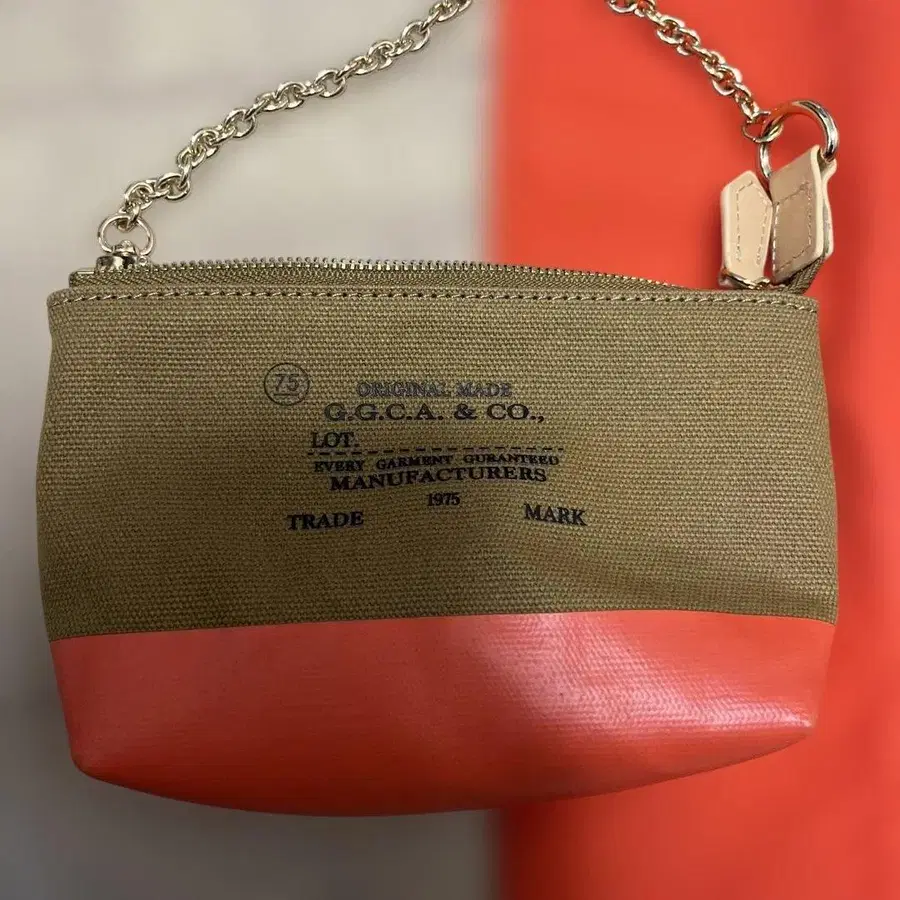 75
ORIGINAL MADE
G.G.C.A. & CO.,
LOT.
EVERY GARMENT GURANTEED
MANUFACTURERS
1975
TRADE MARK